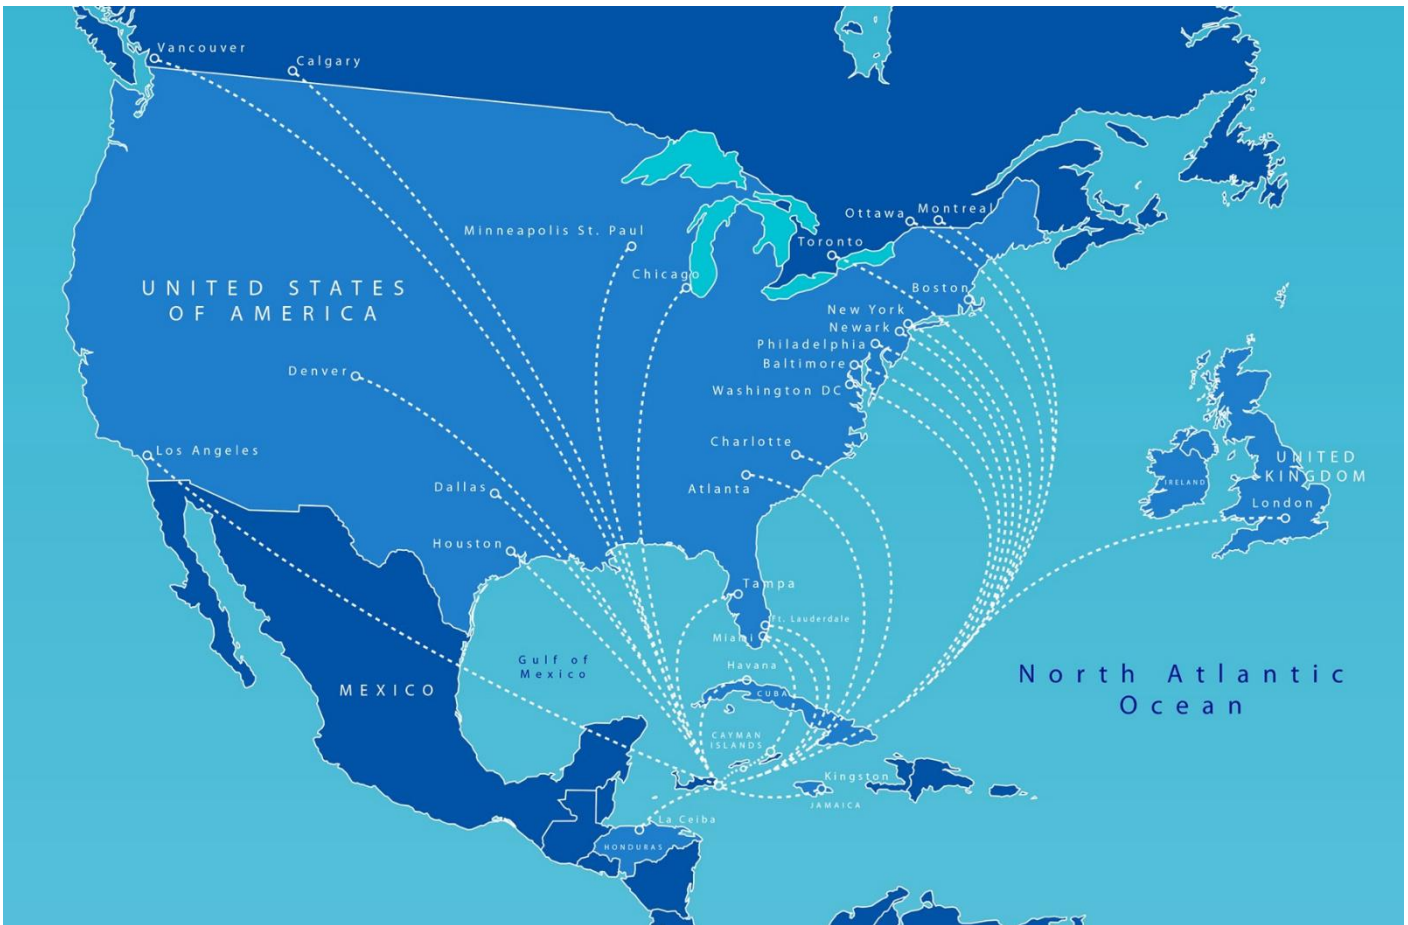 Vancouver
Calgary
Ottawa
Montreal
Minneapolis St. Paul
Toronto
Chicago
UNITED STATES
OF AMERICA
Boston
New York
Newark
Philadelphia
Baltimore
Denver
Washington DC
Charlotte
Los Angeles
UNITED
KINGDOM
IRELAND
Dallas
Atlanta
London
Houston
Tampa
Ft. Lauderdale
Miami
Gulf of
Mexico
Havana
North Atlantic
Ocean
MEXICO
CUBA
CAYMAN
ISLANDS
Kingston
JAMAICA
La Ceiba
HONDURAS